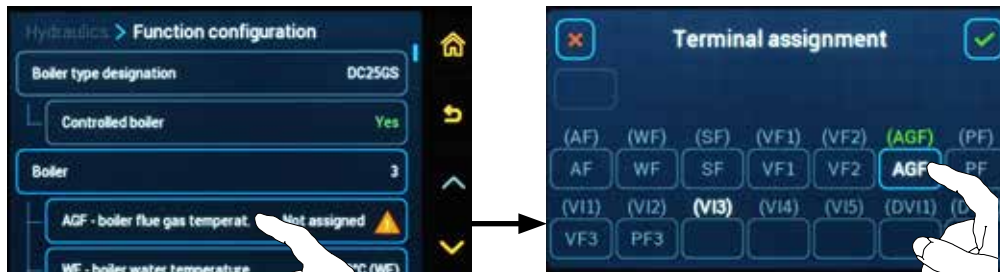 Hydraulics > Function configuration
Boiler type designation DC25GS
Controlled boiler Yes
Boiler 3
AGF - boiler flue gas temperat. Not assigned
WF - boiler water temperature °C (WF)
Terminal assignment
(AF) (WF) (SF) (VF1) (VF2) (AGF) (PF)
AF WF SF VF1 VF2 AGF PF
(VI1) (VI2) (VI3) (VI4) (VI5) (DVI1)
VF3 PF3